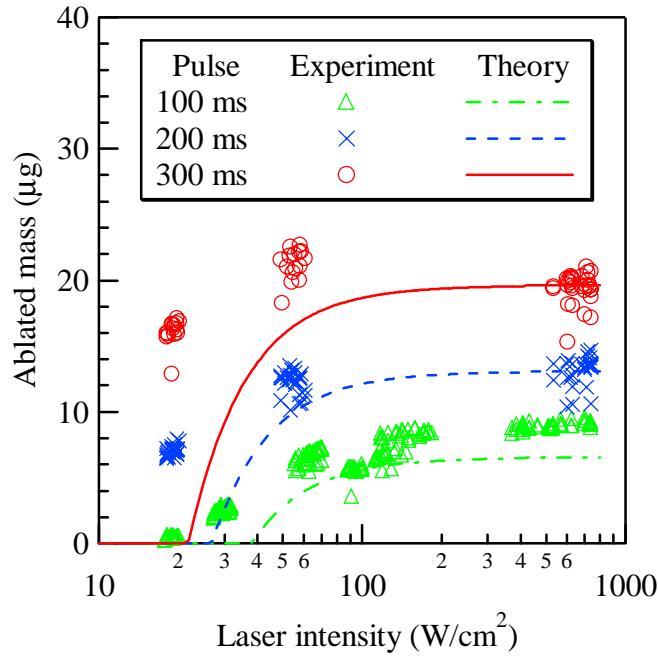 40
Pulse Experiment Theory
100 ms
200 ms
300 ms
30
20
10
0
Ablated mass (μg)
2 3 4 5 6 2 3 4 5 6
10 100 1000
Laser intensity (W/cm²)